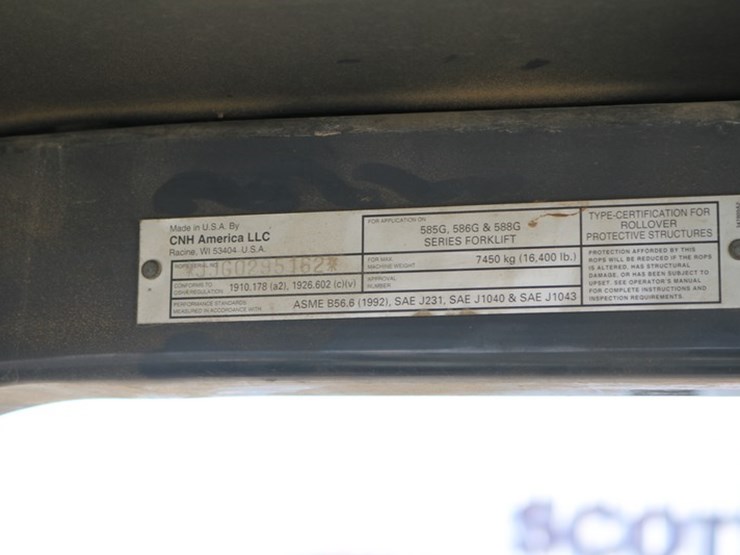 Made in U.S.A. By
CNH America LLC
Racine, WI 53404 U.S.A.
CONFORMS TO
1910.178 (a2), 1926.602 (c)(v)
PERFORMANCE STANDARDS
MEASURED IN ACCORDANCE WITH
ASME B56.6 (1992), SAE J231, SAE J1040 & SAE J1043
FOR APPLICATION ON
585G, 586G & 588G
SERIES FORKLIFT
FOR MAX.
MACHINE WEIGHT
7450 kg (16,400 lb.)
APPROVAL
NUMBER
TYPE-CERTIFICATION FOR
ROLLOVER
PROTECTIVE STRUCTURES
PROTECTION AFFORDED BY THIS
ROPS WILL BE REDUCED IF THE ROPS
IS ALTERED, HAS STRUCTURAL
DAMAGE, OR HAS BEEN SUBJECT TO
UPSET. SEE OPERATOR'S MANUAL
FOR COMPLETE INSTRUCTIONS AND
INSPECTION REQUIREMENTS.
SCOT